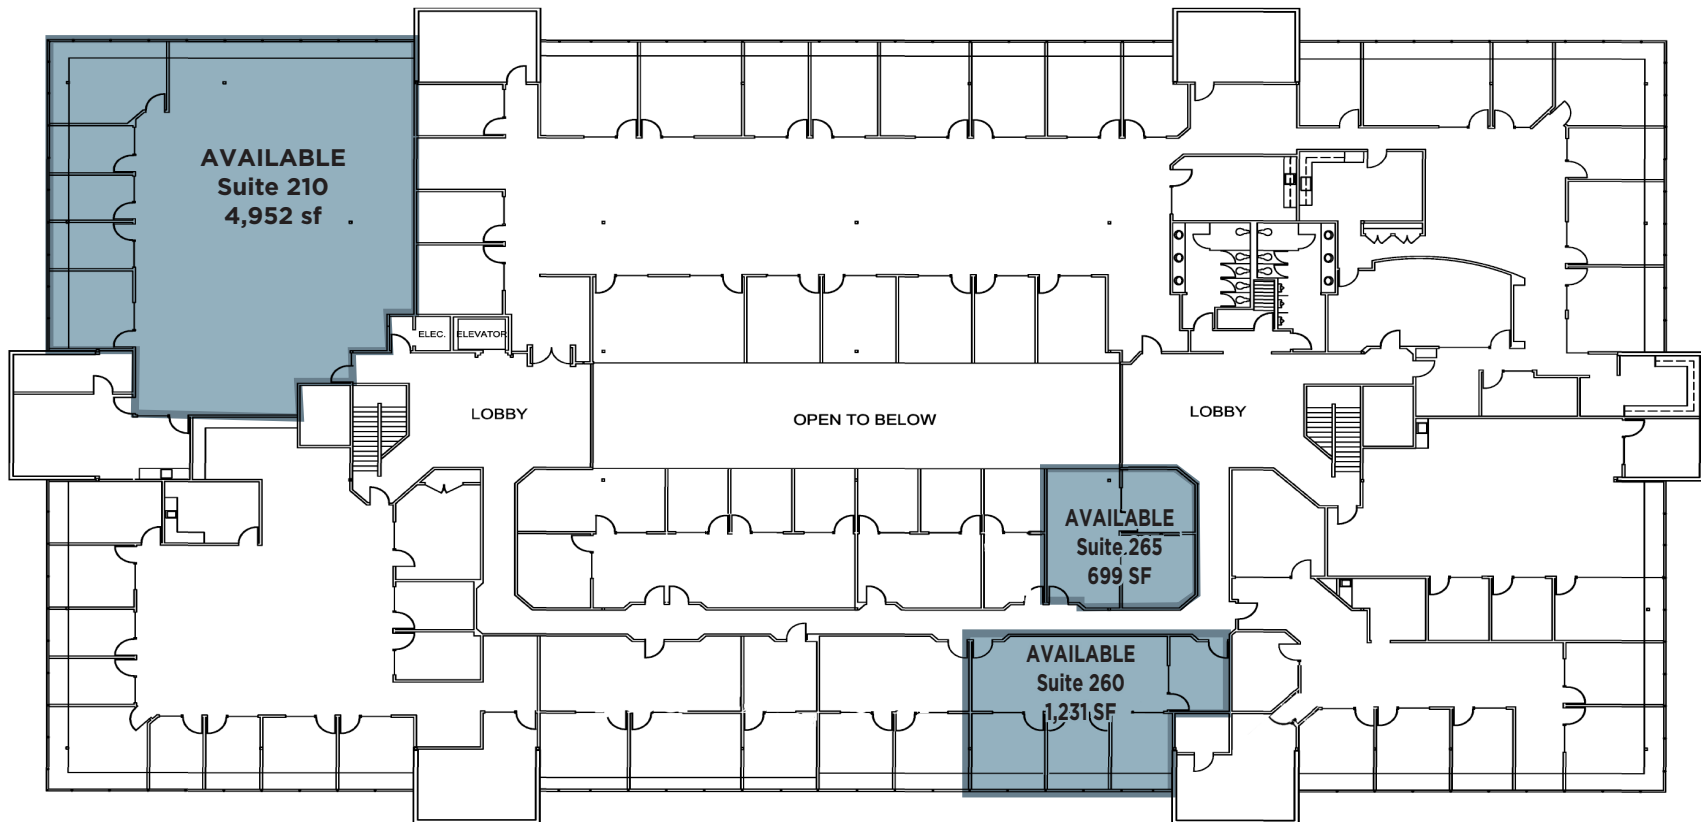 AVAILABLE
Suite 210
4,952 sf
ELEC.
ELEVATOR
LOBBY
OPEN TO BELOW
LOBBY
AVAILABLE
Suite 265
699 SF
AVAILABLE
Suite 260
1,231 SF